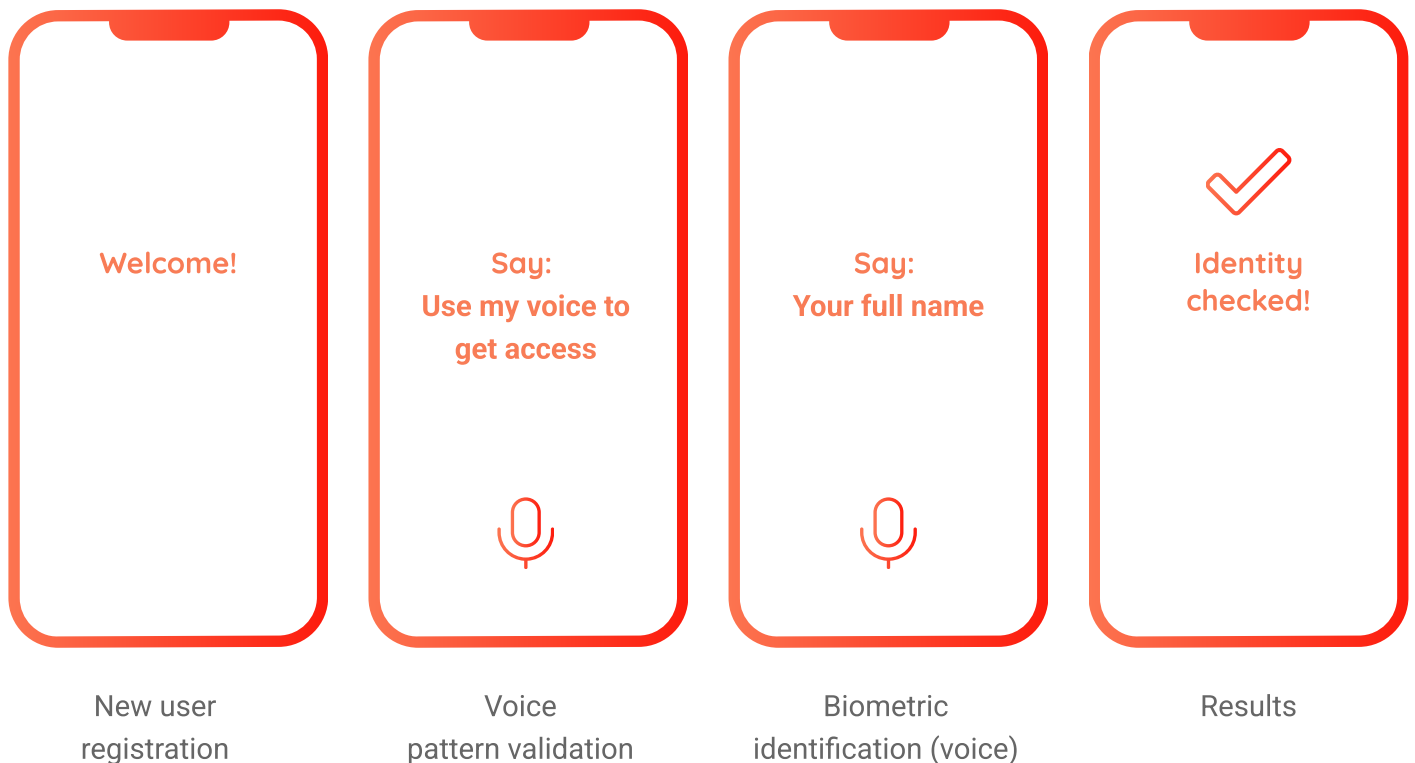 Welcome!
Say:
Use my voice to
get access
Say:
Your full name
Identity
checked!
New user
registration
Voice
pattern validation
Biometric
identification (voice)
Results